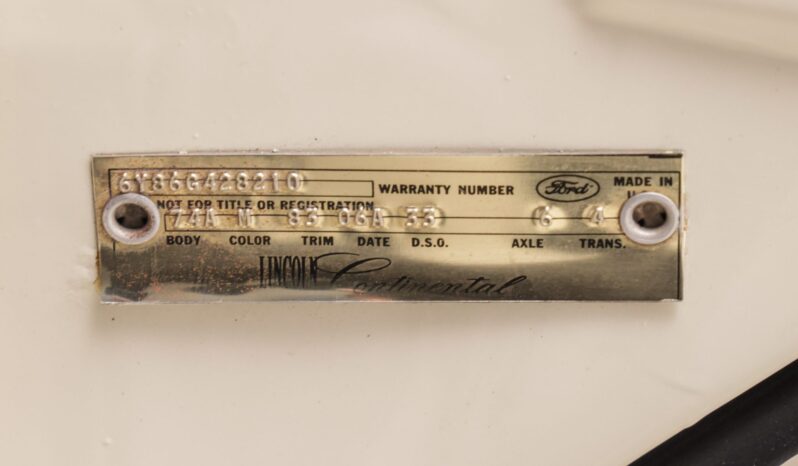 6Y86G428210
WARRANTY NUMBER
Ford
MADE IN
NOT FOR TITLE OR REGISTRATION
74A M 83 06A 33 6 4
BODY COLOR TRIM DATE D.S.O. AXLE TRANS.
LINCOLN Continental